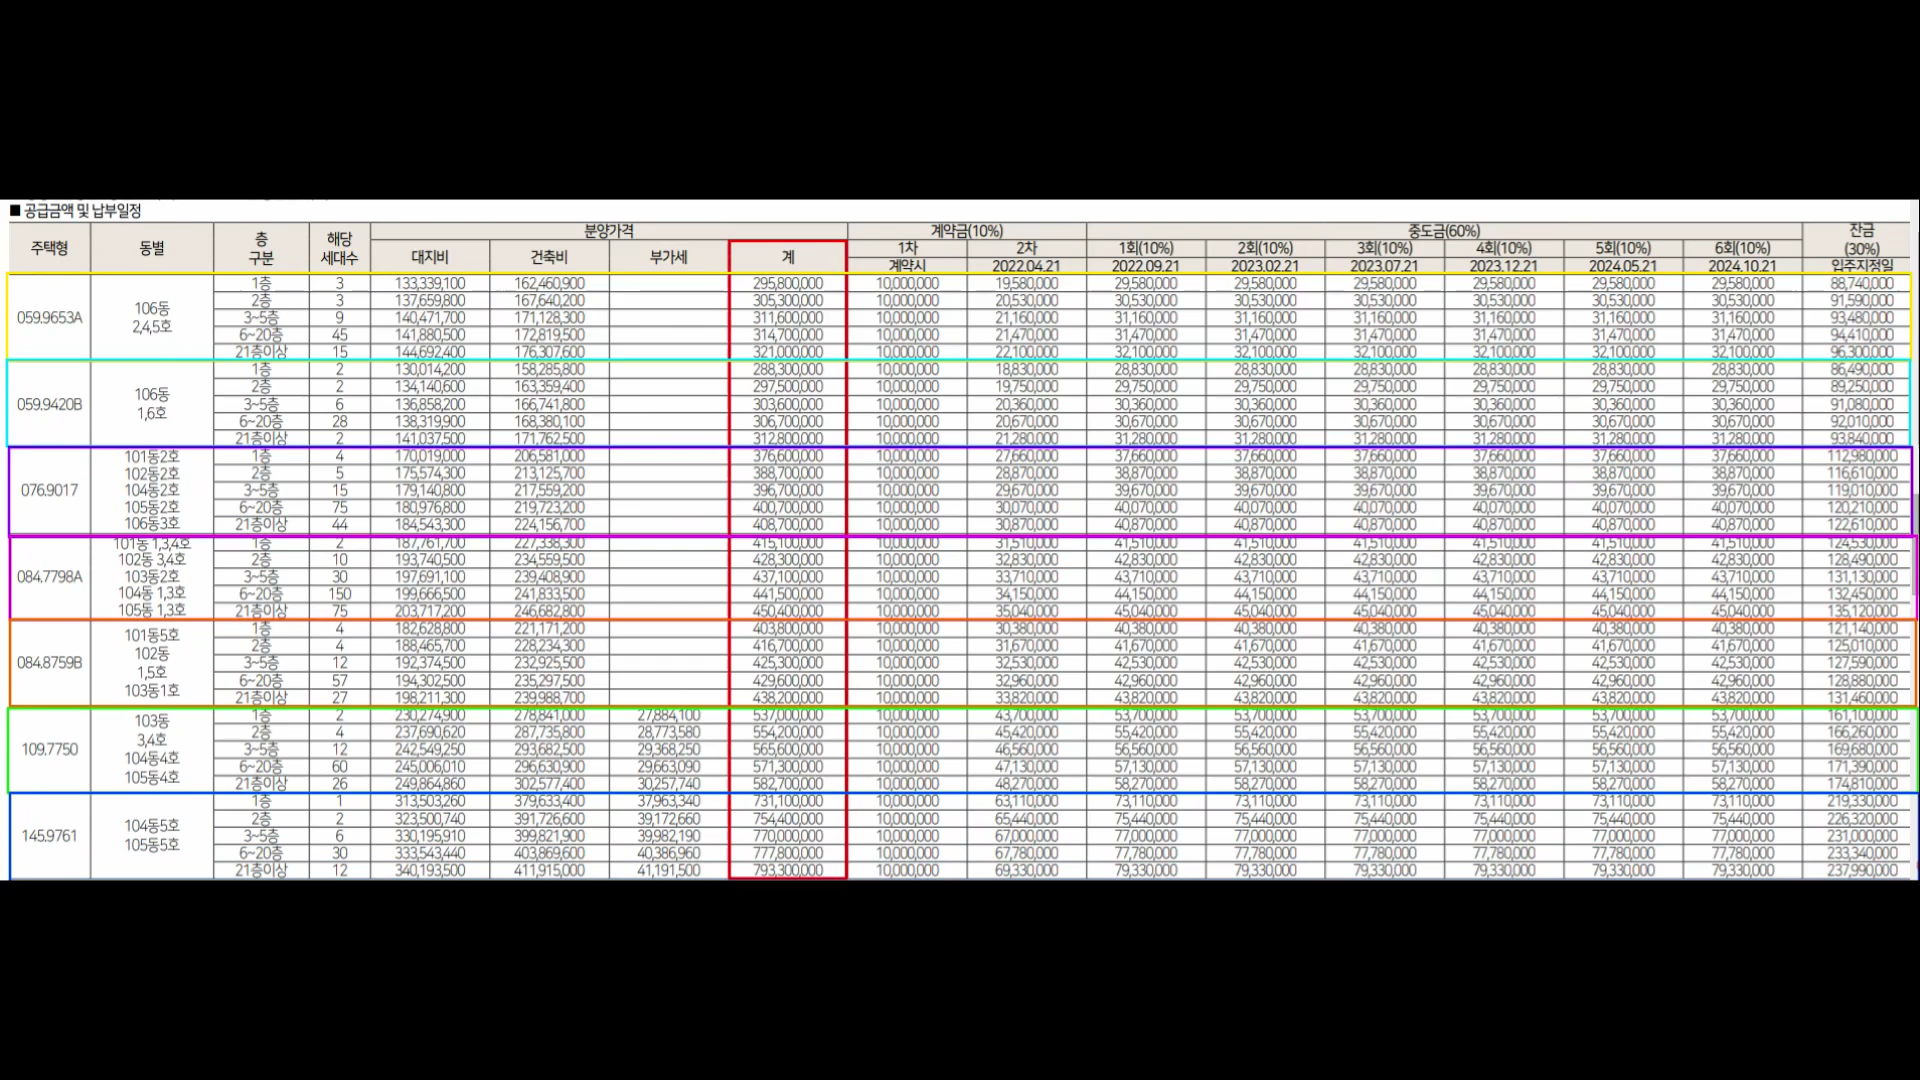 ■ 공급금액 및 납부일정
주택형 동별 층 구분 해당 세대수 분양가격 계약금(10%) 중도금(60%) 잔금 (30%)
대지비 건축비 부가세 계 1차 2차 1회(10%) 2회(10%) 3회(10%) 4회(10%) 5회(10%) 6회(10%)
계약시 2022.04.21 2022.09.21 2023.02.21 2023.07.21 2023.12.21 2024.05.21 2024.10.21 입주지정일
059.9653A 106동 2,4,5호
1층 3 133,339,100 162,460,900 295,800,000 10,000,000 19,580,000 29,580,000 29,580,000 29,580,000 29,580,000 29,580,000 29,580,000 88,740,000
2층 3 137,659,800 167,640,200 305,300,000 10,000,000 20,530,000 30,530,000 30,530,000 30,530,000 30,530,000 30,530,000 30,530,000 91,590,000
3~5층 9 140,471,700 171,128,300 311,600,000 10,000,000 21,160,000 31,160,000 31,160,000 31,160,000 31,160,000 31,160,000 31,160,000 93,480,000
6~20층 45 141,880,500 172,819,500 314,700,000 10,000,000 21,470,000 31,470,000 31,470,000 31,470,000 31,470,000 31,470,000 31,470,000 94,410,000
21층이상 15 144,692,400 176,307,600 321,000,000 10,000,000 22,100,000 32,100,000 32,100,000 32,100,000 32,100,000 32,100,000 32,100,000 96,300,000
059.9420B 106동 1,6호
1층 2 130,014,200 158,285,800 288,300,000 10,000,000 18,830,000 28,830,000 28,830,000 28,830,000 28,830,000 28,830,000 28,830,000 86,490,000
2층 2 134,140,600 163,359,400 297,500,000 10,000,000 19,750,000 29,750,000 29,750,000 29,750,000 29,750,000 29,750,000 29,750,000 89,250,000
3~5층 6 136,858,200 166,741,800 303,600,000 10,000,000 20,360,000 30,360,000 30,360,000 30,360,000 30,360,000 30,360,000 30,360,000 91,080,000
6~20층 28 138,319,900 168,380,100 306,700,000 10,000,000 20,670,000 30,670,000 30,670,000 30,670,000 30,670,000 30,670,000 30,670,000 92,010,000
21층이상 2 141,037,500 171,762,500 312,800,000 10,000,000 21,280,000 31,280,000 31,280,000 31,280,000 31,280,000 31,280,000 31,280,000 93,840,000
076.9017 101동2호 102동2호 104동2호 105동2호 106동3호
1층 4 170,019,000 206,581,000 376,600,000 10,000,000 27,660,000 37,660,000 37,660,000 37,660,000 37,660,000 37,660,000 37,660,000 112,980,000
2층 5 175,574,300 213,125,700 388,700,000 10,000,000 28,870,000 38,870,000 38,870,000 38,870,000 38,870,000 38,870,000 38,870,000 116,610,000
3~5층 15 179,140,800 217,559,200 396,700,000 10,000,000 29,670,000 39,670,000 39,670,000 39,670,000 39,670,000 39,670,000 39,670,000 119,010,000
6~20층 75 180,976,800 219,723,200 400,700,000 10,000,000 30,070,000 40,070,000 40,070,000 40,070,000 40,070,000 40,070,000 40,070,000 120,210,000
21층이상 44 184,543,300 224,156,700 408,700,000 10,000,000 30,870,000 40,870,000 40,870,000 40,870,000 40,870,000 40,870,000 40,870,000 122,610,000
084.7798A 101동 1,3,4호 102동 3,4호 103동2호 104동 1,3호 105동 1,3호
1층 2 187,761,700 227,338,300 415,100,000 10,000,000 31,510,000 41,510,000 41,510,000 41,510,000 41,510,000 41,510,000 41,510,000 124,530,000
2층 10 193,740,500 234,559,500 428,300,000 10,000,000 32,830,000 42,830,000 42,830,000 42,830,000 42,830,000 42,830,000 42,830,000 128,490,000
3~5층 30 197,691,100 239,408,900 437,100,000 10,000,000 33,710,000 43,710,000 43,710,000 43,710,000 43,710,000 43,710,000 43,710,000 131,130,000
6~20층 150 199,666,500 241,833,500 441,500,000 10,000,000 34,150,000 44,150,000 44,150,000 44,150,000 44,150,000 44,150,000 44,150,000 132,450,000
21층이상 75 203,717,200 246,682,800 450,400,000 10,000,000 35,040,000 45,040,000 45,040,000 45,040,000 45,040,000 45,040,000 45,040,000 135,120,000
084.8759B 101동5호 102동 1,5호 103동1호
1층 4 182,628,800 221,171,200 403,800,000 10,000,000 30,380,000 40,380,000 40,380,000 40,380,000 40,380,000 40,380,000 40,380,000 121,140,000
2층 4 188,465,700 228,234,300 416,700,000 10,000,000 31,670,000 41,670,000 41,670,000 41,670,000 41,670,000 41,670,000 41,670,000 125,010,000
3~5층 12 192,374,500 232,925,500 425,300,000 10,000,000 32,530,000 42,530,000 42,530,000 42,530,000 42,530,000 42,530,000 42,530,000 127,590,000
6~20층 57 194,302,500 235,297,500 429,600,000 10,000,000 32,960,000 42,960,000 42,960,000 42,960,000 42,960,000 42,960,000 42,960,000 128,880,000
21층이상 27 198,211,300 239,988,700 438,200,000 10,000,000 33,820,000 43,820,000 43,820,000 43,820,000 43,820,000 43,820,000 43,820,000 131,460,000
109.7750 103동 3,4호 104동4호 105동4호
1층 2 230,274,900 278,841,000 27,884,100 537,000,000 10,000,000 43,700,000 53,700,000 53,700,000 53,700,000 53,700,000 53,700,000 53,700,000 161,100,000
2층 4 237,690,620 287,735,800 28,773,580 554,200,000 10,000,000 45,420,000 55,420,000 55,420,000 55,420,000 55,420,000 55,420,000 55,420,000 166,260,000
3~5층 12 242,549,250 293,682,500 29,368,250 565,600,000 10,000,000 46,560,000 56,560,000 56,560,000 56,560,000 56,560,000 56,560,000 56,560,000 169,680,000
6~20층 60 245,006,010 296,630,900 29,663,090 571,300,000 10,000,000 47,130,000 57,130,000 57,130,000 57,130,000 57,130,000 57,130,000 57,130,000 171,390,000
21층이상 26 249,864,860 302,577,400 30,257,740 582,700,000 10,000,000 48,270,000 58,270,000 58,270,000 58,270,000 58,270,000 58,270,000 58,270,000 174,810,000
145.9761 104동5호 105동5호
1층 1 313,503,260 379,633,400 37,963,340 731,100,000 10,000,000 63,110,000 73,110,000 73,110,000 73,110,000 73,110,000 73,110,000 73,110,000 219,330,000
2층 2 323,500,740 391,726,600 39,172,660 754,400,000 10,000,000 65,440,000 75,440,000 75,440,000 75,440,000 75,440,000 75,440,000 75,440,000 226,320,000
3~5층 6 330,195,910 399,821,900 39,982,190 770,000,000 10,000,000 67,000,000 77,000,000 77,000,000 77,000,000 77,000,000 77,000,000 77,000,000 231,000,000
6~20층 30 333,543,440 403,869,600 40,386,960 777,800,000 10,000,000 67,780,000 77,780,000 77,780,000 77,780,000 77,780,000 77,780,000 77,780,000 233,340,000
21층이상 12 340,193,500 411,915,000 41,191,500 793,300,000 10,000,000 69,330,000 79,330,000 79,330,000 79,330,000 79,330,000 79,330,000 79,330,000 237,990,000